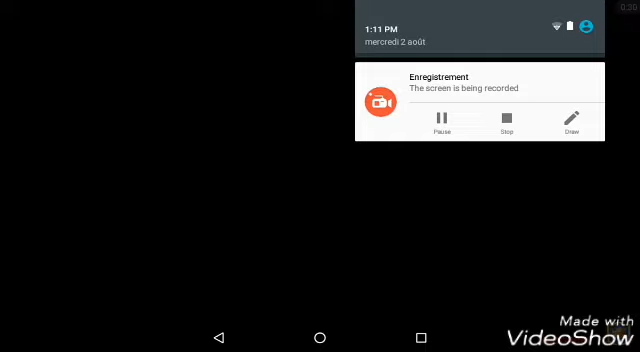 0:30
1:11 PM
mercredi 2 août
Enregistrement
The screen is being recorded
Pause
Stop
Draw
Made with
VideoShow